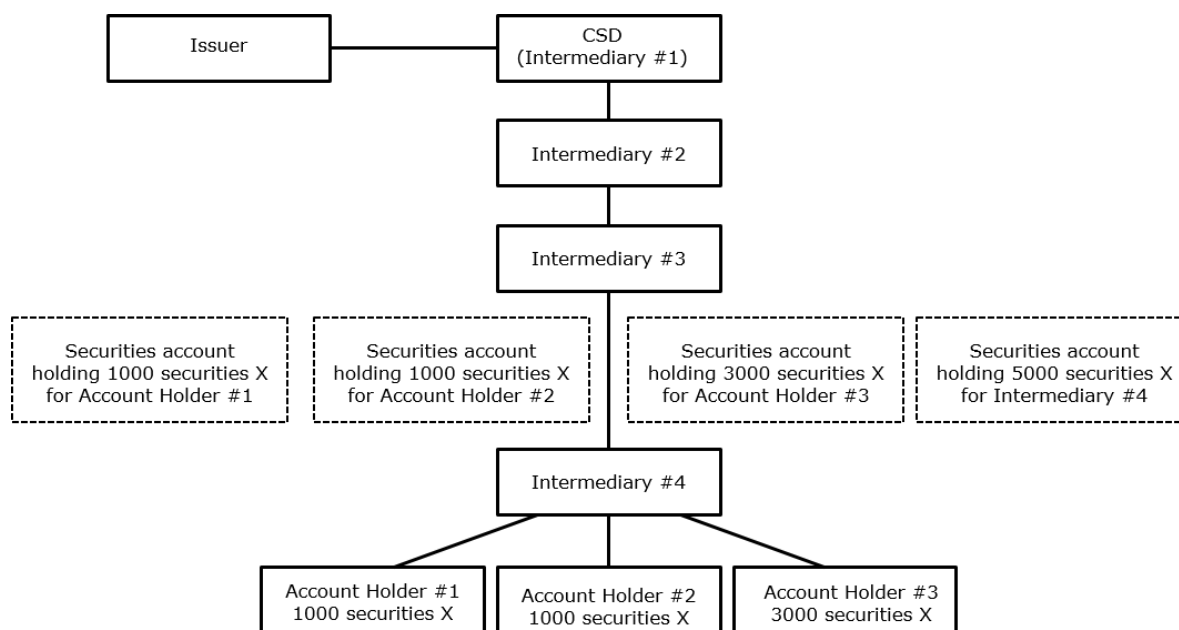 Issuer
CSD
(Intermediary #1)
Intermediary #2
Intermediary #3
Securities account
holding 1000 securities X
for Account Holder #1
Securities account
holding 1000 securities X
for Account Holder #2
Securities account
holding 3000 securities X
for Account Holder #3
Securities account
holding 5000 securities X
for Intermediary #4
Intermediary #4
Account Holder #1
1000 securities X
Account Holder #2
1000 securities X
Account Holder #3
3000 securities X